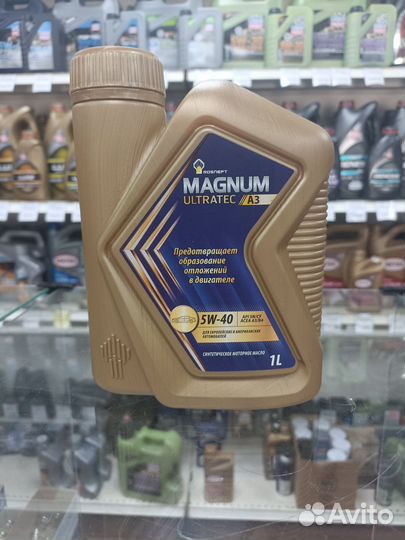 ROSNEFT
MAGNUM
ULTRATEC A3
Предотвращает
образование
отложений
в двигателе
5W-40
API SN/CF
ACEA A3/B4
ДЛЯ ЕВРОПЕЙСКИХ И АМЕРИКАНСКИХ
АВТОМОБИЛЕЙ
СИНТЕТИЧЕСКОЕ МОТОРНОЕ МАСЛО
1L
Avito